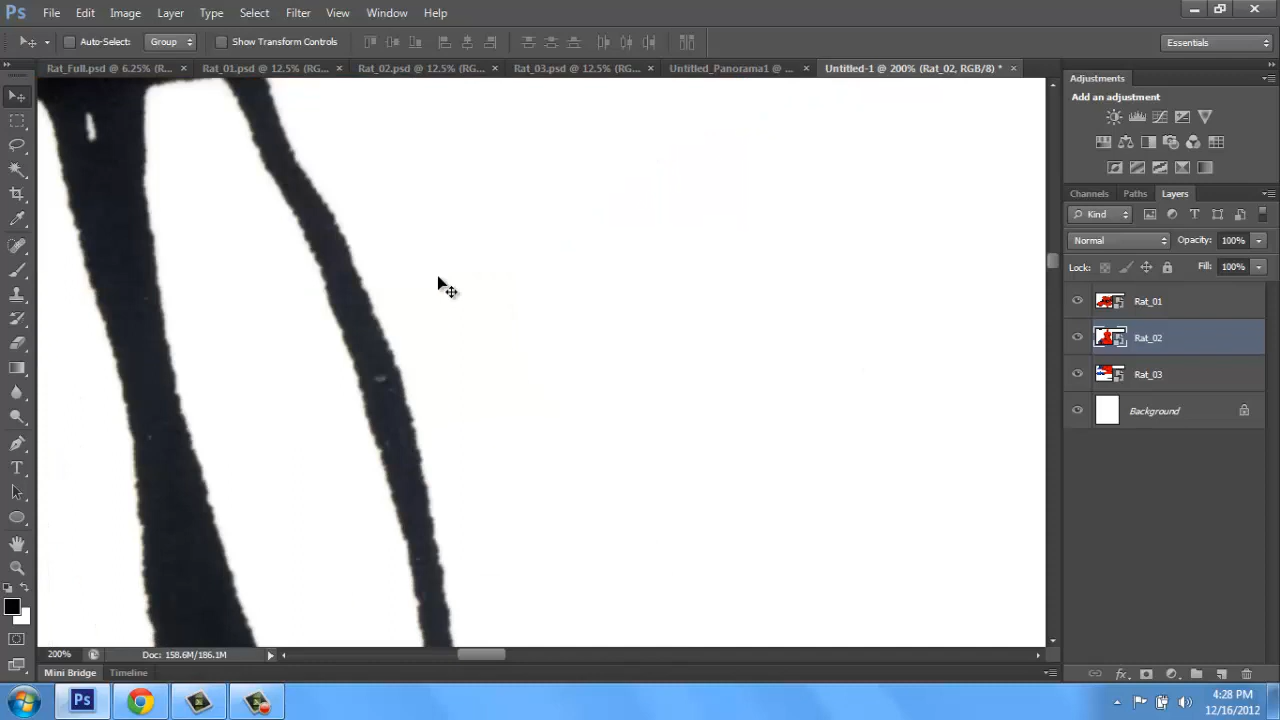 Ps File Edit Image Layer Type Select Filter View Window Help
Auto-Select: Group Show Transform Controls Essentials
Rat_Full.psd @ 6.25% (R... × Rat_01.psd @ 12.5% (RG... × Rat_02.psd @ 12.5% (RG... × Rat_03.psd @ 12.5% (RG... × Untitled_Panorama1 @ ... × Untitled-1 @ 200% (Rat_02, RGB/8) * ×
Adjustments
Add an adjustment
Channels Paths Layers
Kind
Normal Opacity: 100%
Lock: Fill: 100%
Rat_01
Rat_02
Rat_03
Background
200% Doc: 158.6M/186.1M
Mini Bridge Timeline
Ps 4:28 PM
12/16/2012